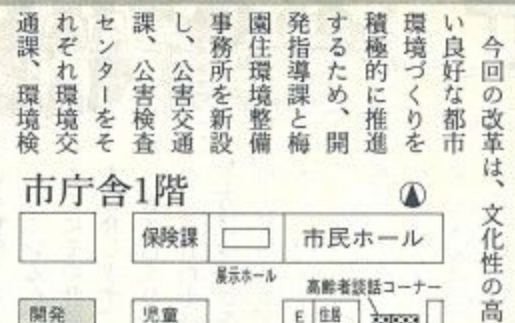 今回の改革は、文化性の高
い良好な都市
環境づくりを
積極的に推進
するため、開
発指導課と梅
園住環境整備
事務所を新設
し、公害交通
課、公害検査
センターをそ
れぞれ環境交
通課、環境検
市庁舎1階
保険課
市民ホール
展示ホール
高齢者談話コーナー
開発
児童
E
住居